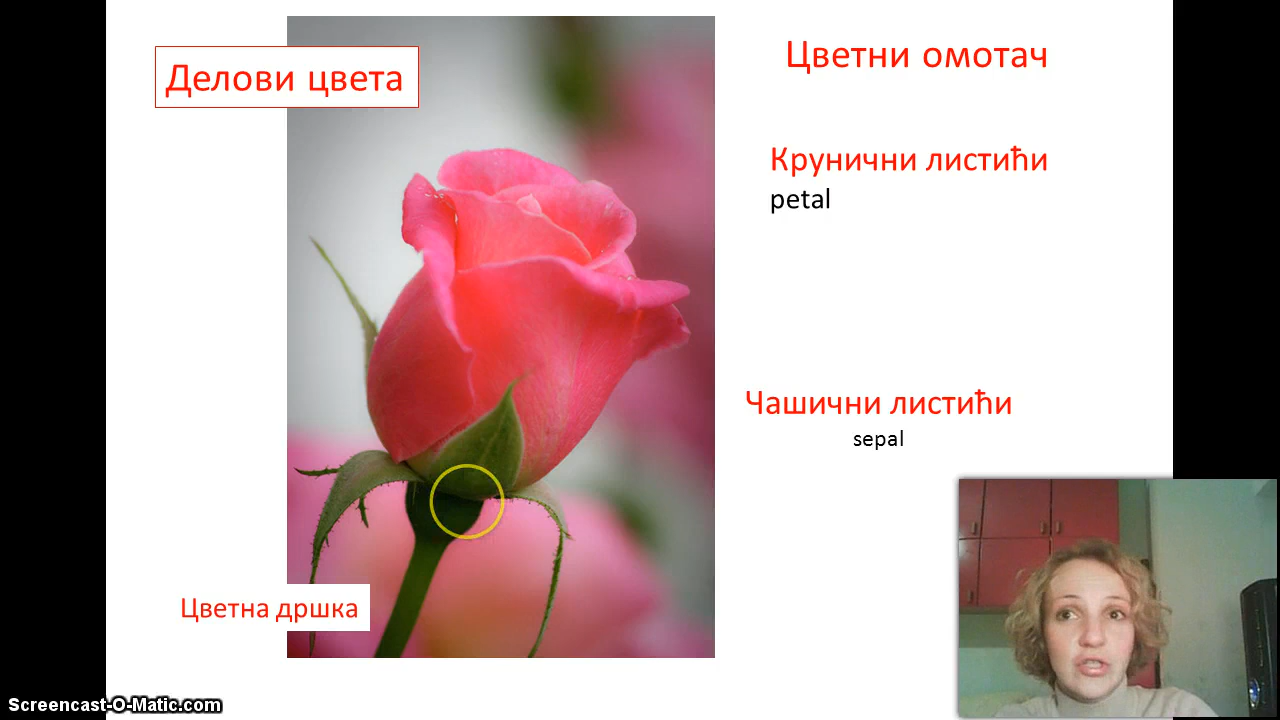 Делови цвета
Цветни омотач
Крунични листићи
petal
Чашични листићи
sepal
Цветна дршка
Screencast-O-Matic.com